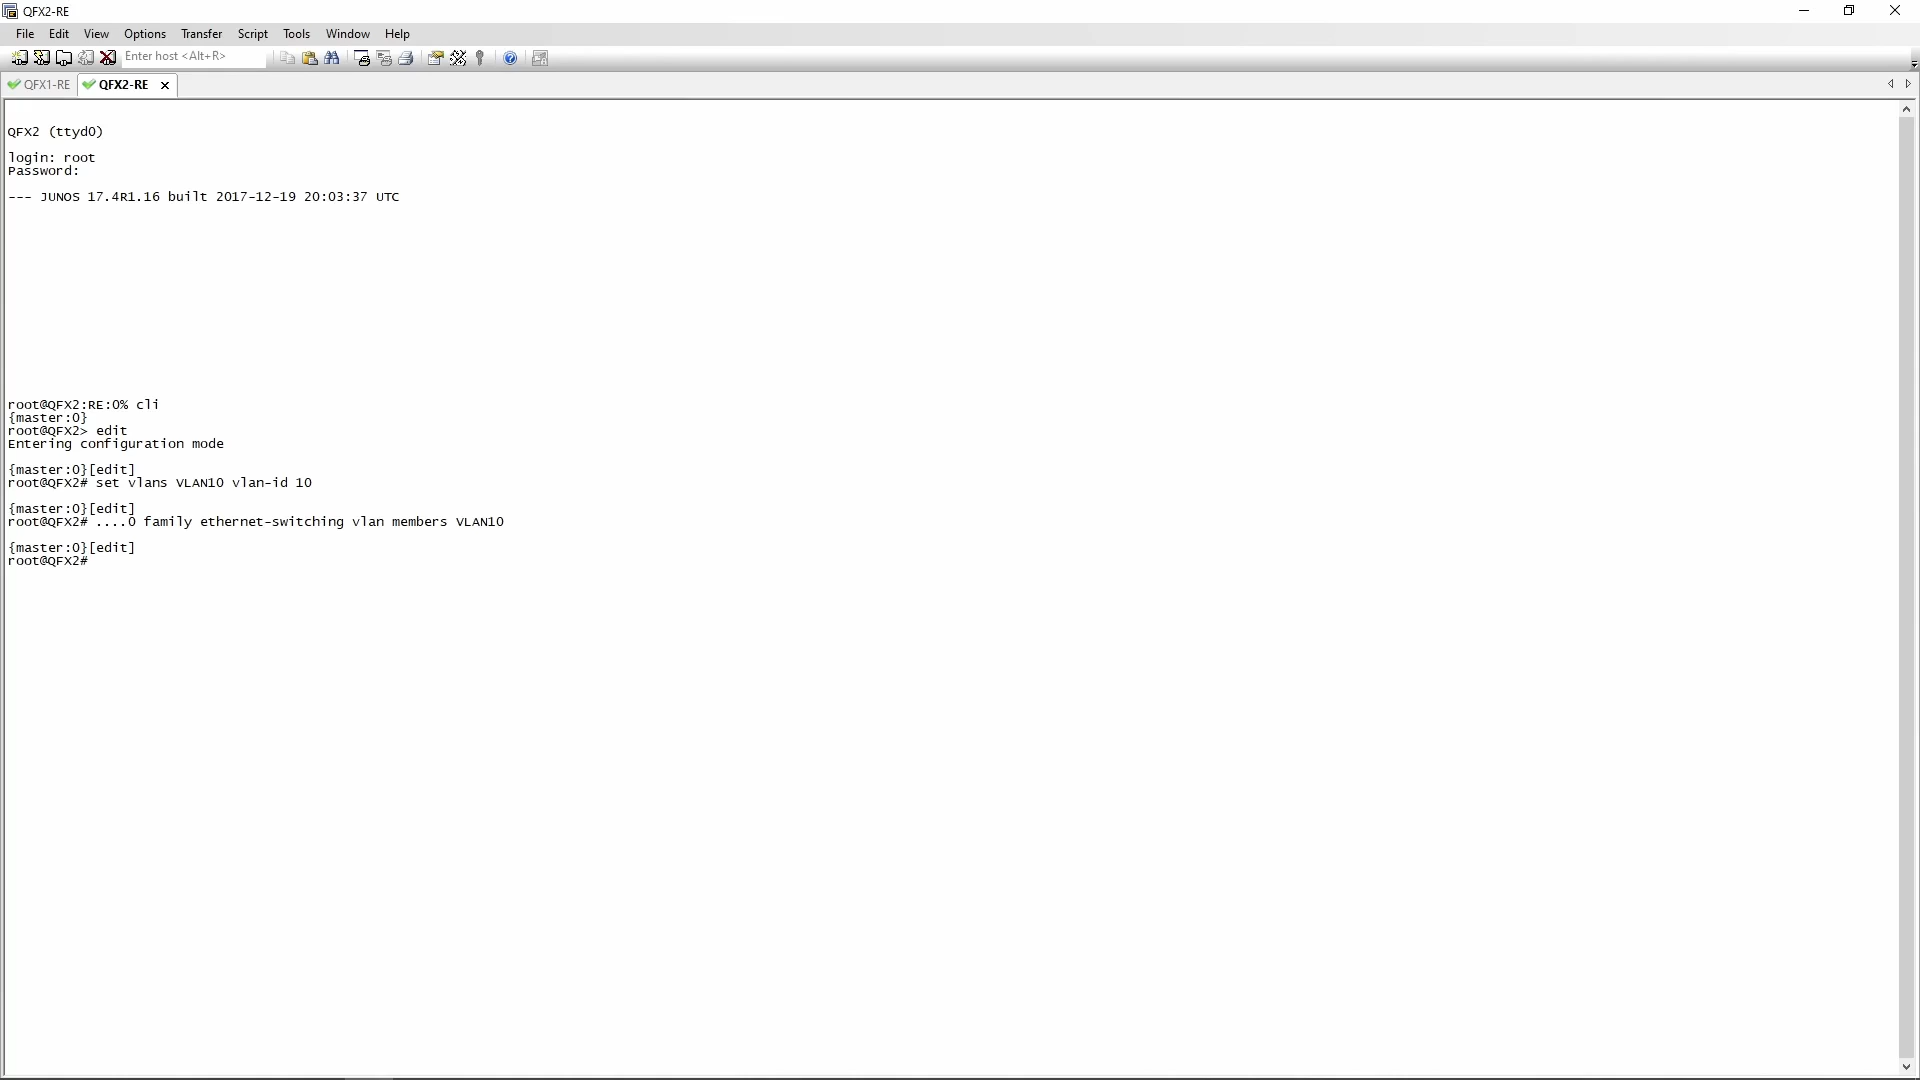 QFX2-RE
File Edit View Options Transfer Script Tools Window Help
Enter host <Alt+R>
QFX1-RE QFX2-RE
QFX2 (ttyd0)
login: root
Password:
--- JUNOS 17.4R1.16 built 2017-12-19 20:03:37 UTC
root@QFX2:RE:0% cli
{master:0}
root@QFX2> edit
Entering configuration mode
{master:0}[edit]
root@QFX2# set vlans VLAN10 vlan-id 10
{master:0}[edit]
root@QFX2# ....0 family ethernet-switching vlan members VLAN10
{master:0}[edit]
root@QFX2#